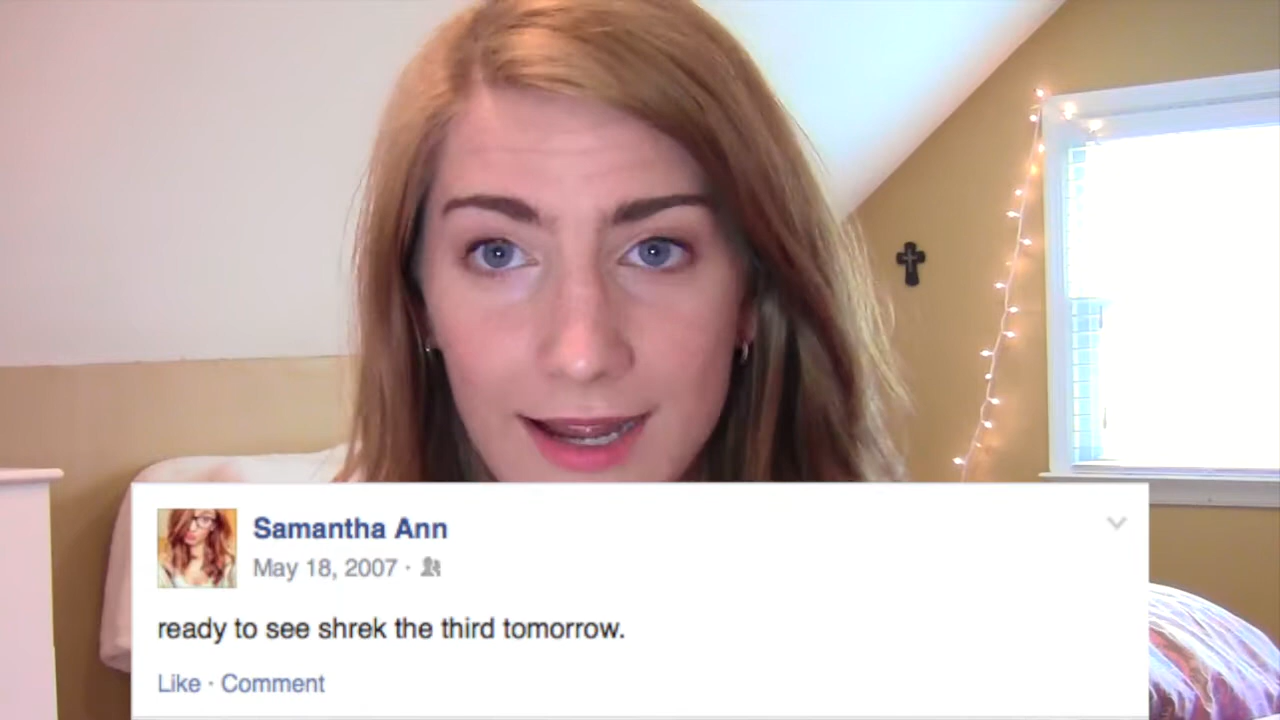 Samantha Ann
May 18, 2007 ·
ready to see shrek the third tomorrow.
Like · Comment